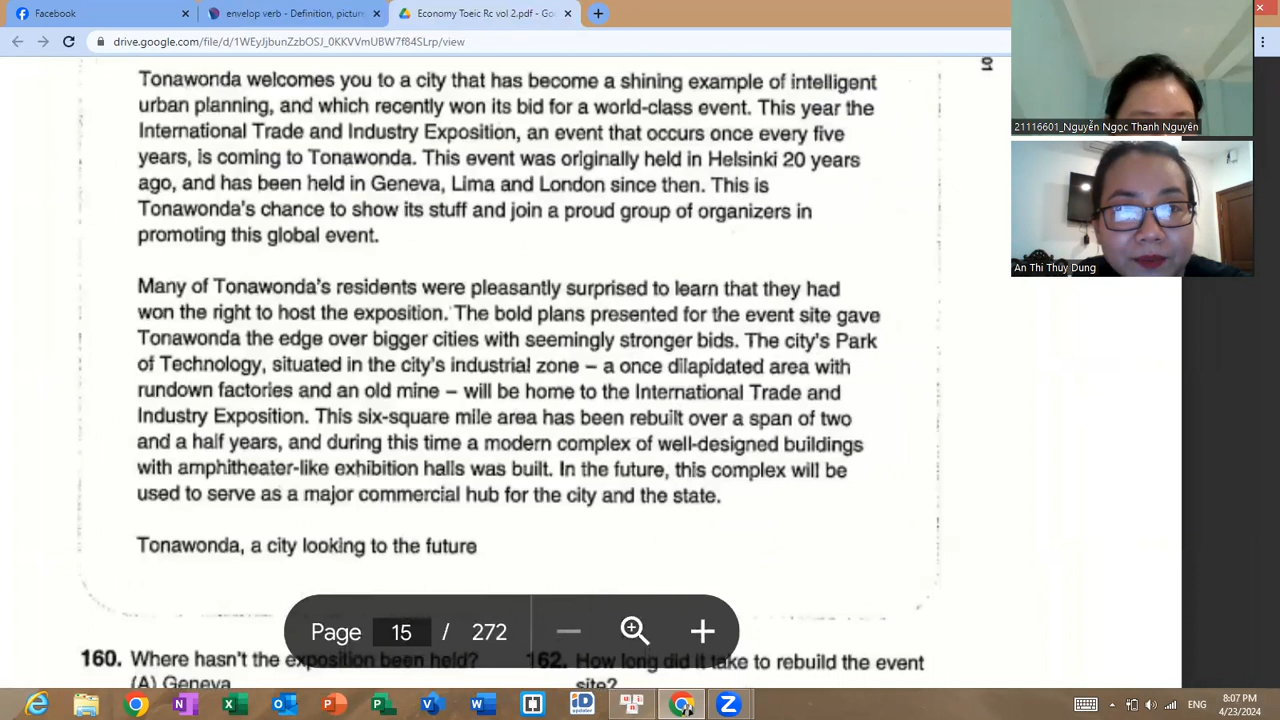 Facebook
envelop verb - Definition, picture
Economy Toeic Rc vol 2.pdf - Go
drive.google.com/file/d/1WEyJjbunZzbOSJ_0KKVVmUBW7f84SLrp/view
01
Tonawonda welcomes you to a city that has become a shining example of intelligent
urban planning, and which recently won its bid for a world-class event. This year the
International Trade and Industry Exposition, an event that occurs once every five
years, is coming to Tonawonda. This event was originally held in Helsinki 20 years
ago, and has been held in Geneva, Lima and London since then. This is
Tonawonda's chance to show its stuff and join a proud group of organizers in
promoting this global event.
Many of Tonawonda's residents were pleasantly surprised to learn that they had
won the right to host the exposition. The bold plans presented for the event site gave
Tonawonda the edge over bigger cities with seemingly stronger bids. The city's Park
of Technology, situated in the city's industrial zone – a once dilapidated area with
rundown factories and an old mine – will be home to the International Trade and
Industry Exposition. This six-square mile area has been rebuilt over a span of two
and a half years, and during this time a modern complex of well-designed buildings
with amphitheater-like exhibition halls was built. In the future, this complex will be
used to serve as a major commercial hub for the city and the state.
Tonawonda, a city looking to the future
Page 15 / 272
160. Where hasn't the exposition been held?
(A) Geneva
162. How long did it take to rebuild the event
site?
21116601_Nguyễn Ngọc Thanh Nguyên
An Thi Thuy Dung
ENG
8:07 PM
4/23/2024